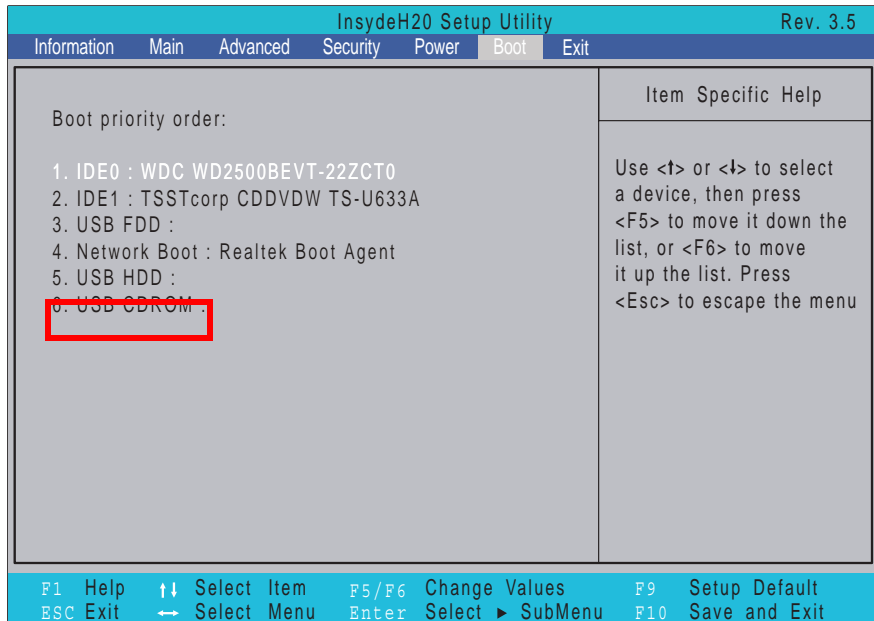 InsydeH20 Setup Utility Rev. 3.5
Information Main Advanced Security Power Boot Exit
Boot priority order:
1. IDE0 : WDC WD2500BEVT-22ZCT0
2. IDE1 : TSSTcorp CDDVDW TS-U633A
3. USB FDD :
4. Network Boot : Realtek Boot Agent
5. USB HDD :
6. USB CDROM :
Item Specific Help
Use <↑> or <↓> to select
a device, then press
<F5> to move it down the
list, or <F6> to move
it up the list. Press
<Esc> to escape the menu
F1 Help ↑↓ Select Item F5/F6 Change Values F9 Setup Default
ESC Exit ↔ Select Menu Enter Select ► SubMenu F10 Save and Exit